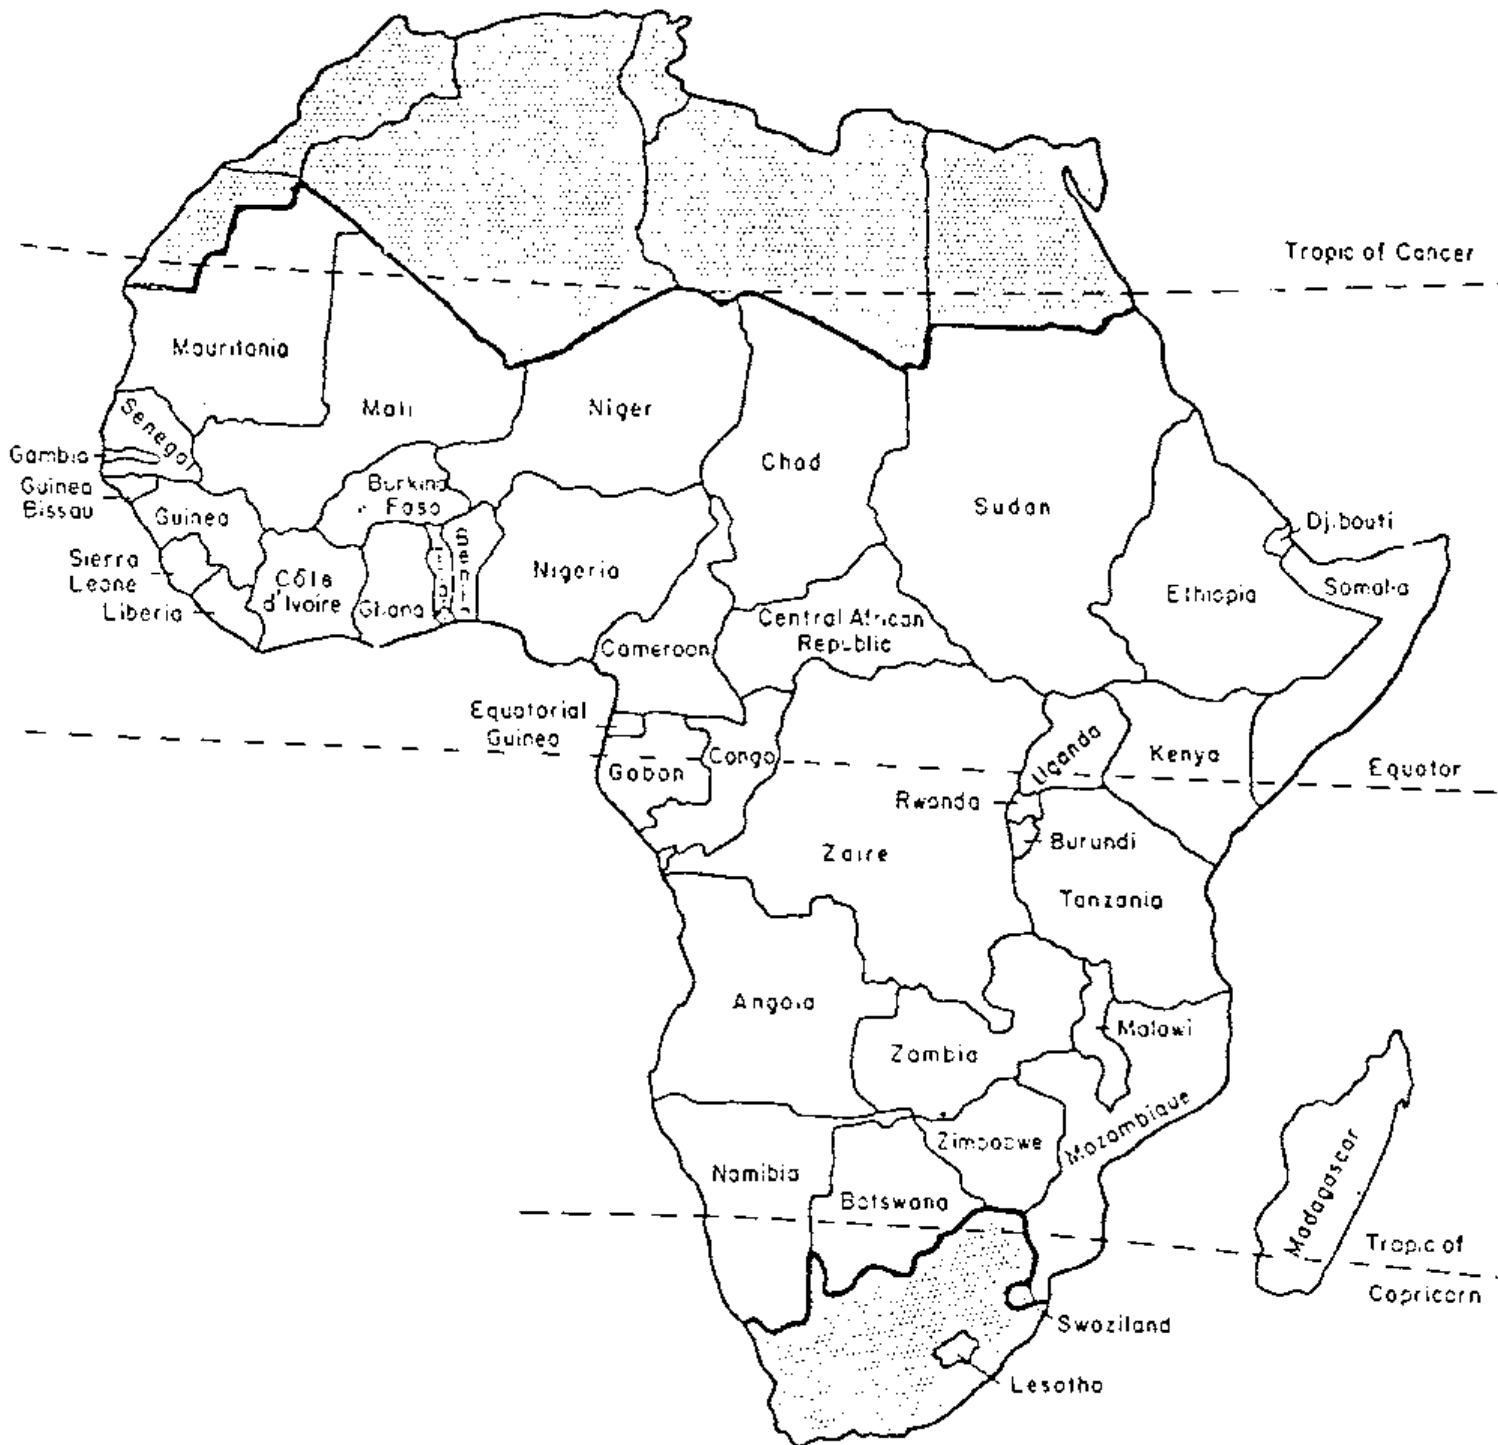 Tropic of Cancer
Mauritania
Mali
Niger
Chad
Sudan
Senegal
Gambia
Guinea
Bissau
Guinea
Burkina
Faso
Benin
Djibouti
Sierra
Leone
Liberia
Côte
d'Ivoire
Ghana
Nigeria
Ethiopia
Somalia
Central African
Republic
Cameroon
Equatorial
Guinea
Gabon
Congo
Uganda
Kenya
Equator
Rwanda
Burundi
Zaire
Tanzania
Angola
Zambia
Malawi
Mozambique
Zimbabwe
Namibia
Botswana
Madagascar
Tropic of
Capricorn
Swaziland
Lesotho